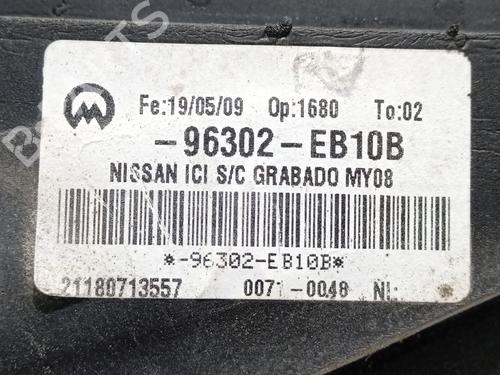 Fe:19/05/09 Op:1680 To:02
-96302-EB10B
NISSAN ICI S/C GRABADO MY08
*-96302-EB10B*
21180713557 0071-0048 NL: